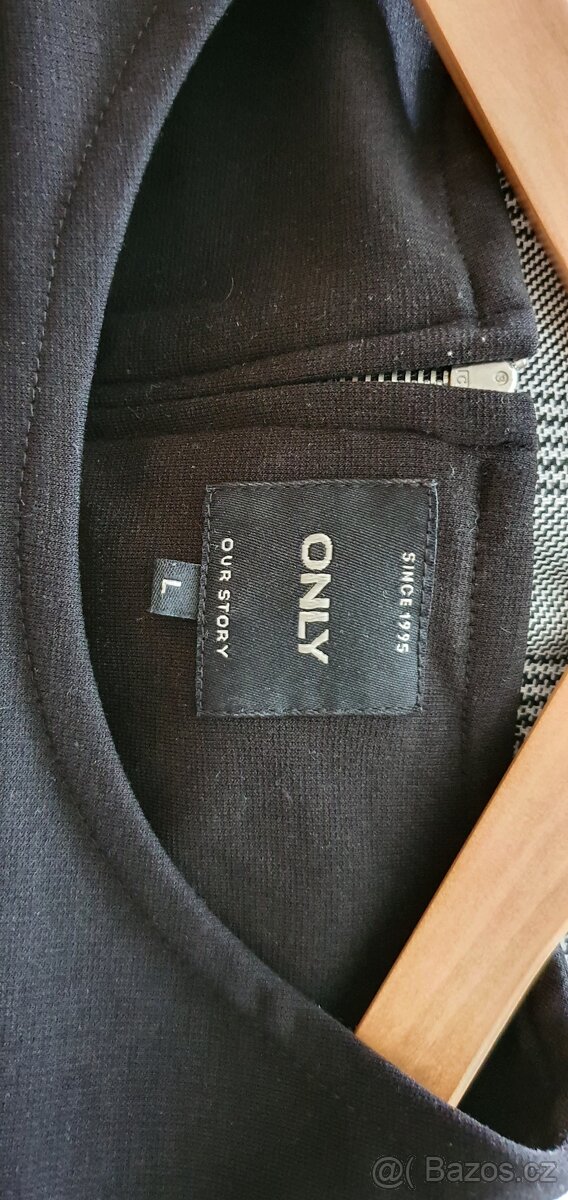 SINCE 1995
ONLY
OUR STORY
L
@ Bazos.cz